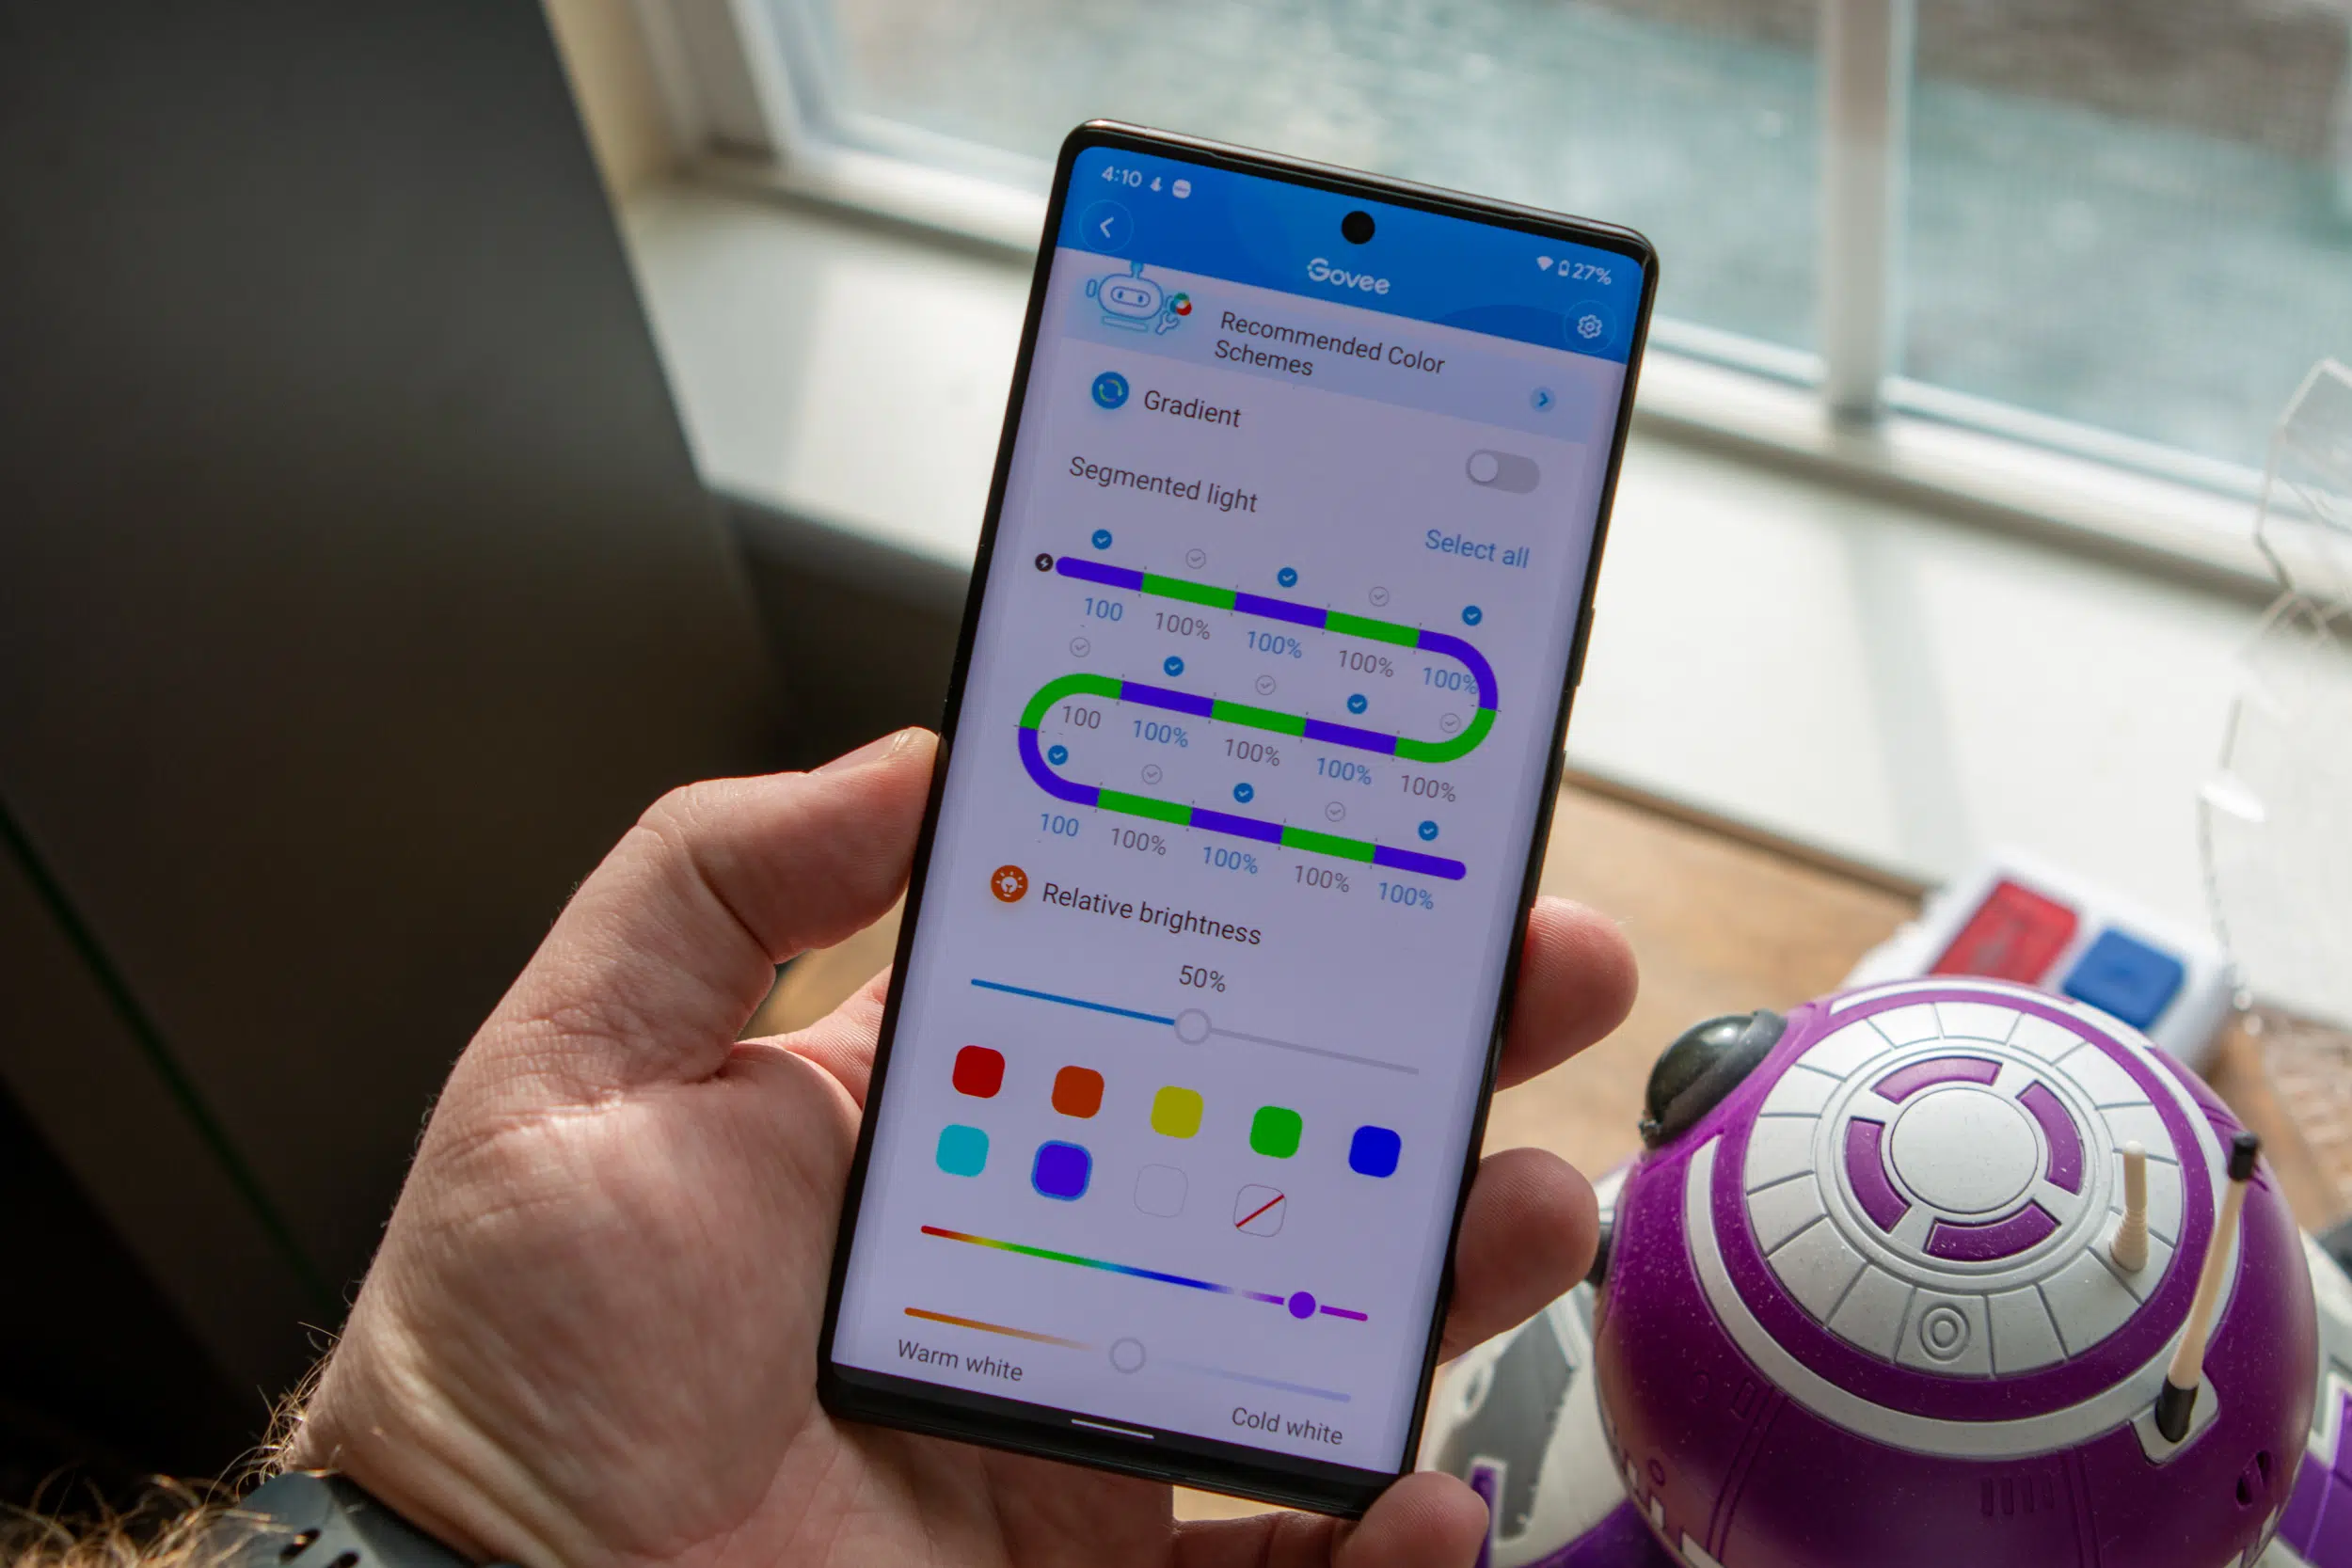 4:10
27%
Govee
Recommended Color
Schemes
Gradient
Segmented light
Select all
100 100% 100% 100% 100%
100 100% 100% 100% 100%
100 100% 100% 100% 100%
Relative brightness
50%
Warm white
Cold white